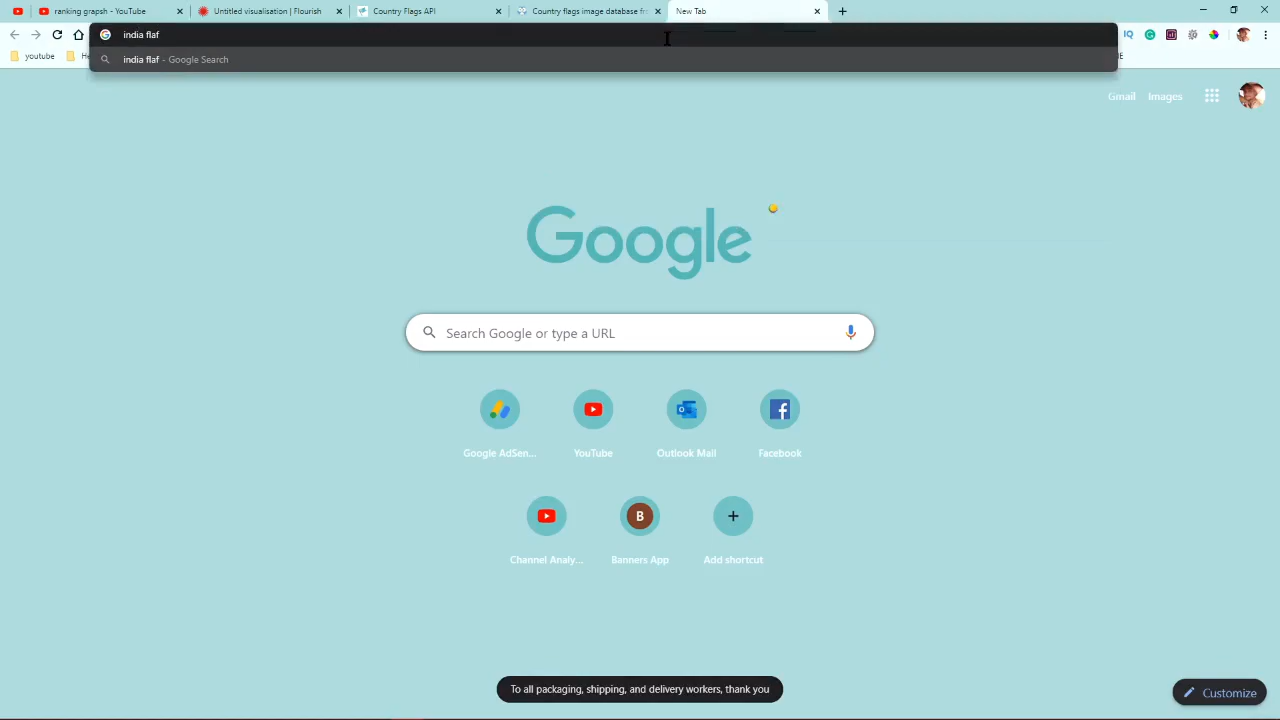 ranking graph - YouTube
Untitled visualisation | Flourish
Country Flags API
Country flags image database fr
New Tab
india flaf
india flaf - Google Search
youtube
Gmail
Images
Google
Search Google or type a URL
Google AdSen...
YouTube
Outlook Mail
Facebook
B
Channel Analy...
Banners App
Add shortcut
To all packaging, shipping, and delivery workers, thank you
Customize